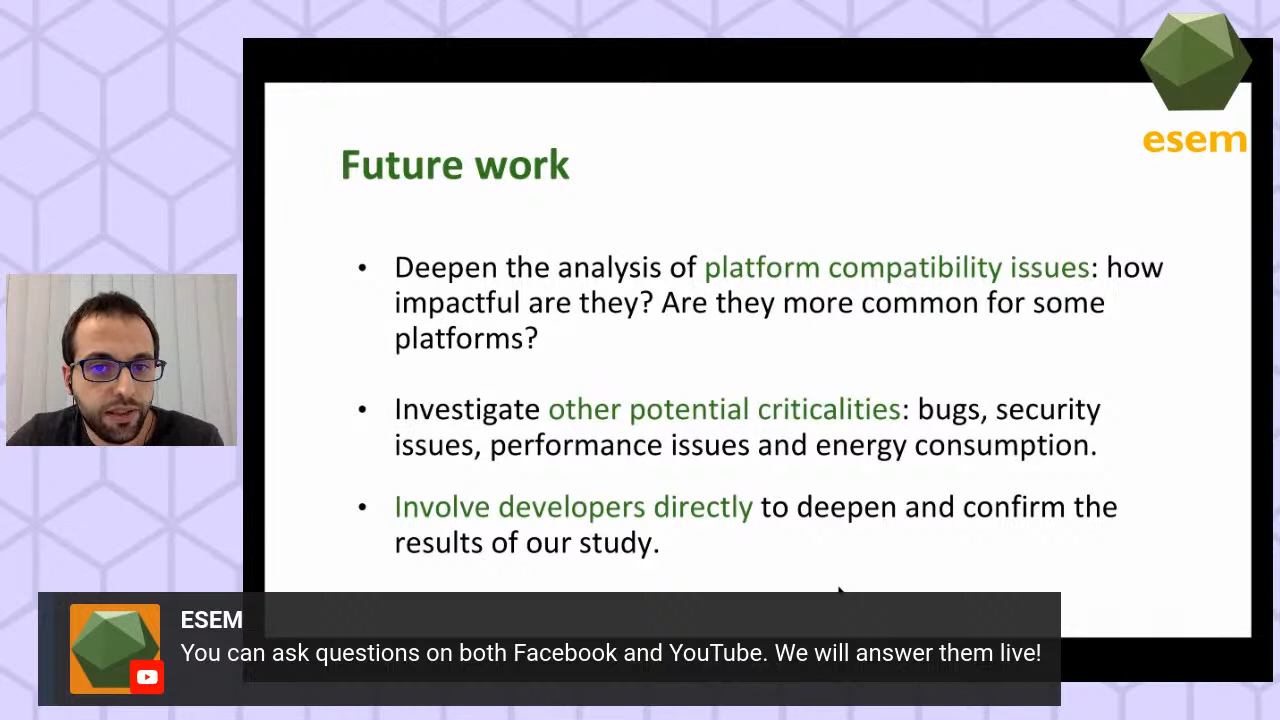 esem
Future work
• Deepen the analysis of platform compatibility issues: how
impactful are they? Are they more common for some
platforms?
• Investigate other potential criticalities: bugs, security
issues, performance issues and energy consumption.
• Involve developers directly to deepen and confirm the
results of our study.
ESEM
You can ask questions on both Facebook and YouTube. We will answer them live!